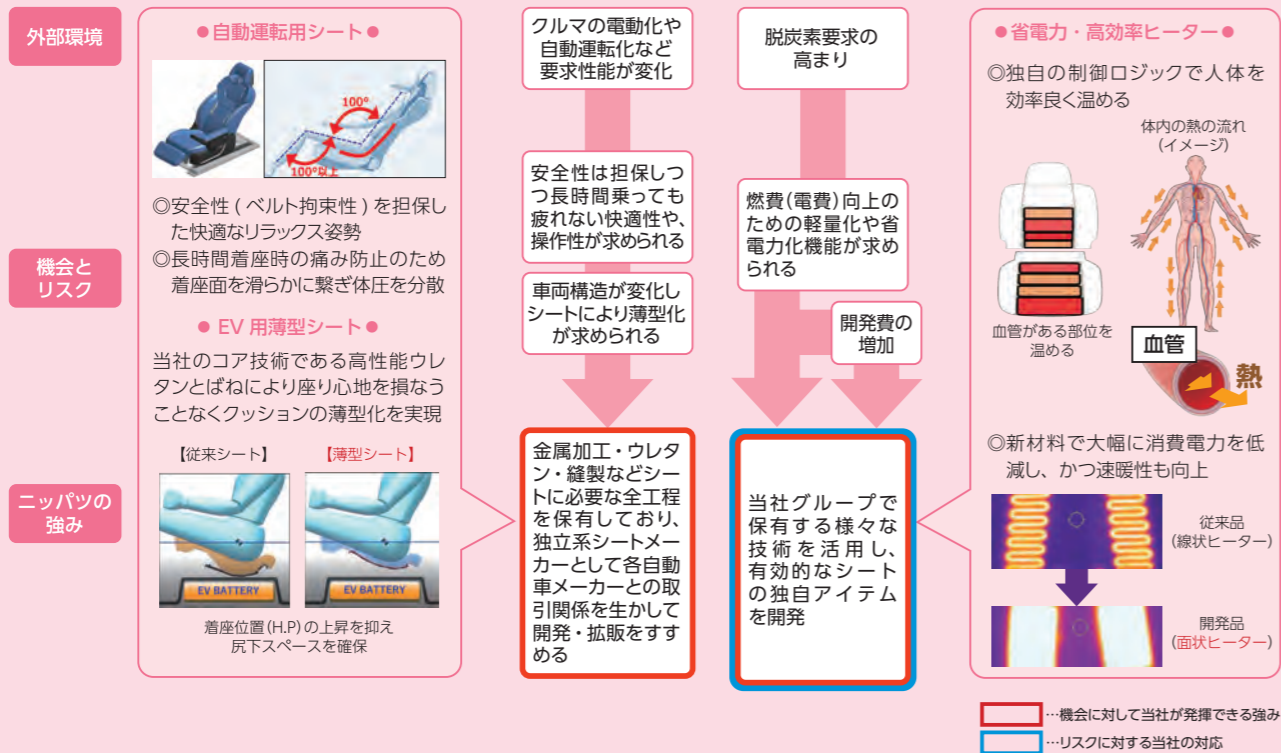 外部環境
機会と
リスク
ニッパツの
強み
●自動運転用シート●
100°
100°以上
◎安全性(ベルト拘束性)を担保し
た快適なリラックス姿勢
◎長時間着座時の痛み防止のため
着座面を滑らかに繋ぎ体圧を分散
● EV 用薄型シート●
当社のコア技術である高性能ウレ
タンとばねにより座り心地を損なう
ことなくクッションの薄型化を実現
【従来シート】
【薄型シート】
EV BATTERY
EV BATTERY
着座位置(H.P)の上昇を抑え
尻下スペースを確保
クルマの電動化や
自動運転化など
要求性能が変化
安全性は担保しつ
つ長時間乗っても
疲れない快適性や、
操作性が求められる
車両構造が変化し
シートにより薄型化
が求められる
金属加工・ウレタ
ン・縫製などシー
トに必要な全工程
を保有しており、
独立系シートメー
カーとして各自動
車メーカーとの取
引関係を生かして
開発・拡販をすす
める
脱炭素要求の
高まり
燃費(電費)向上の
ための軽量化や省
電力化機能が求め
られる
開発費の
増加
当社グループで
保有する様々な
技術を活用し、
有効的なシート
の独自アイテム
を開発
●省電力・高効率ヒーター●
◎独自の制御ロジックで人体を
効率良く温める
体内の熱の流れ
(イメージ)
血管がある部位を
温める
血管
熱
◎新材料で大幅に消費電力を低
減し、かつ速暖性も向上
従来品
(線状ヒーター)
開発品
(面状ヒーター)
…機会に対して当社が発揮できる強み
…リスクに対する当社の対応